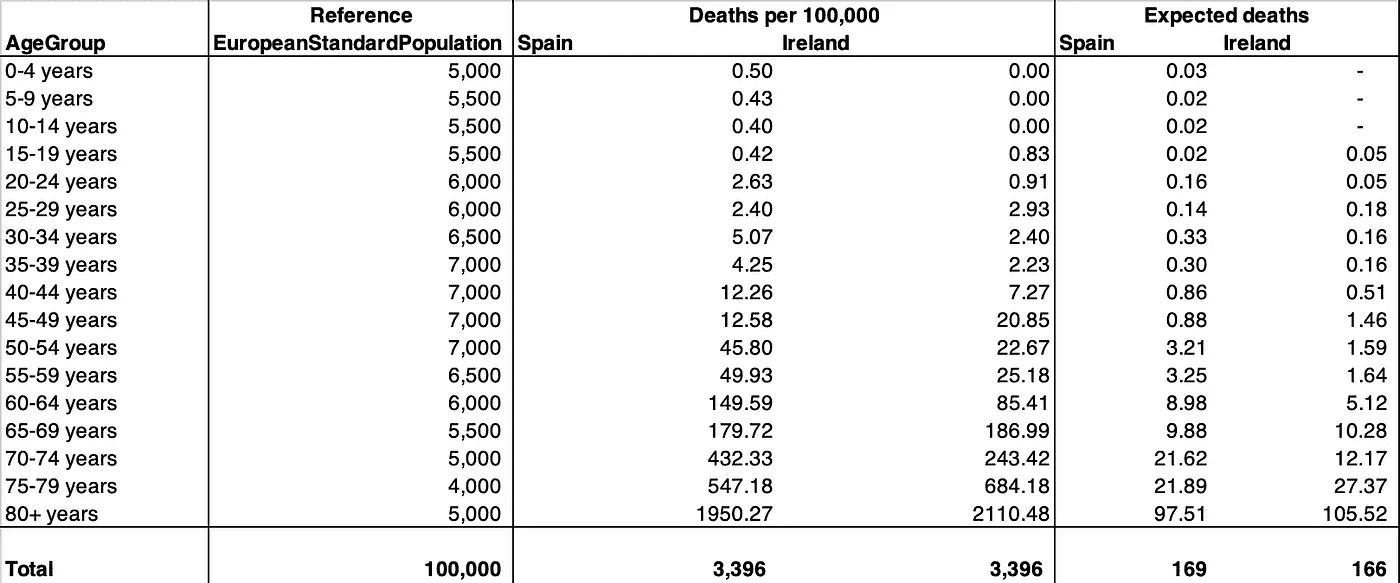 Reference Deaths per 100,000 Expected deaths
AgeGroup EuropeanStandardPopulation Spain Ireland Spain Ireland
0-4 years 5,000 0.50 0.00 0.03 -
5-9 years 5,500 0.43 0.00 0.02 -
10-14 years 5,500 0.40 0.00 0.02 -
15-19 years 5,500 0.42 0.83 0.02 0.05
20-24 years 6,000 2.63 0.91 0.16 0.05
25-29 years 6,000 2.40 2.93 0.14 0.18
30-34 years 6,500 5.07 2.40 0.33 0.16
35-39 years 7,000 4.25 2.23 0.30 0.16
40-44 years 7,000 12.26 7.27 0.86 0.51
45-49 years 7,000 12.58 20.85 0.88 1.46
50-54 years 7,000 45.80 22.67 3.21 1.59
55-59 years 6,500 49.93 25.18 3.25 1.64
60-64 years 6,000 149.59 85.41 8.98 5.12
65-69 years 5,500 179.72 186.99 9.88 10.28
70-74 years 5,000 432.33 243.42 21.62 12.17
75-79 years 4,000 547.18 684.18 21.89 27.37
80+ years 5,000 1950.27 2110.48 97.51 105.52
Total 100,000 3,396 3,396 169 166